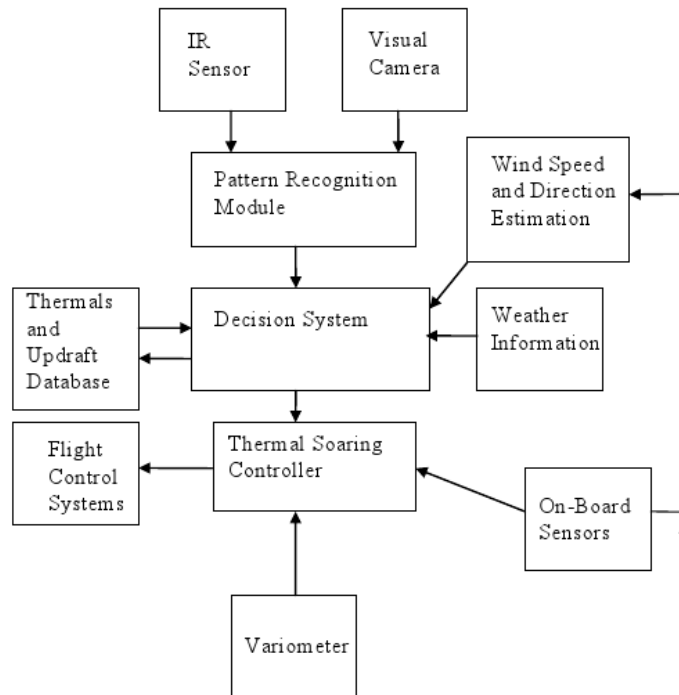 IR
Sensor
Visual
Camera
Pattern Recognition
Module
Wind Speed
and Direction
Estimation
Thermals
and
Updraft
Database
Decision System
Weather
Information
Flight
Control
Systems
Thermal Soaring
Controller
On-Board
Sensors
Variometer